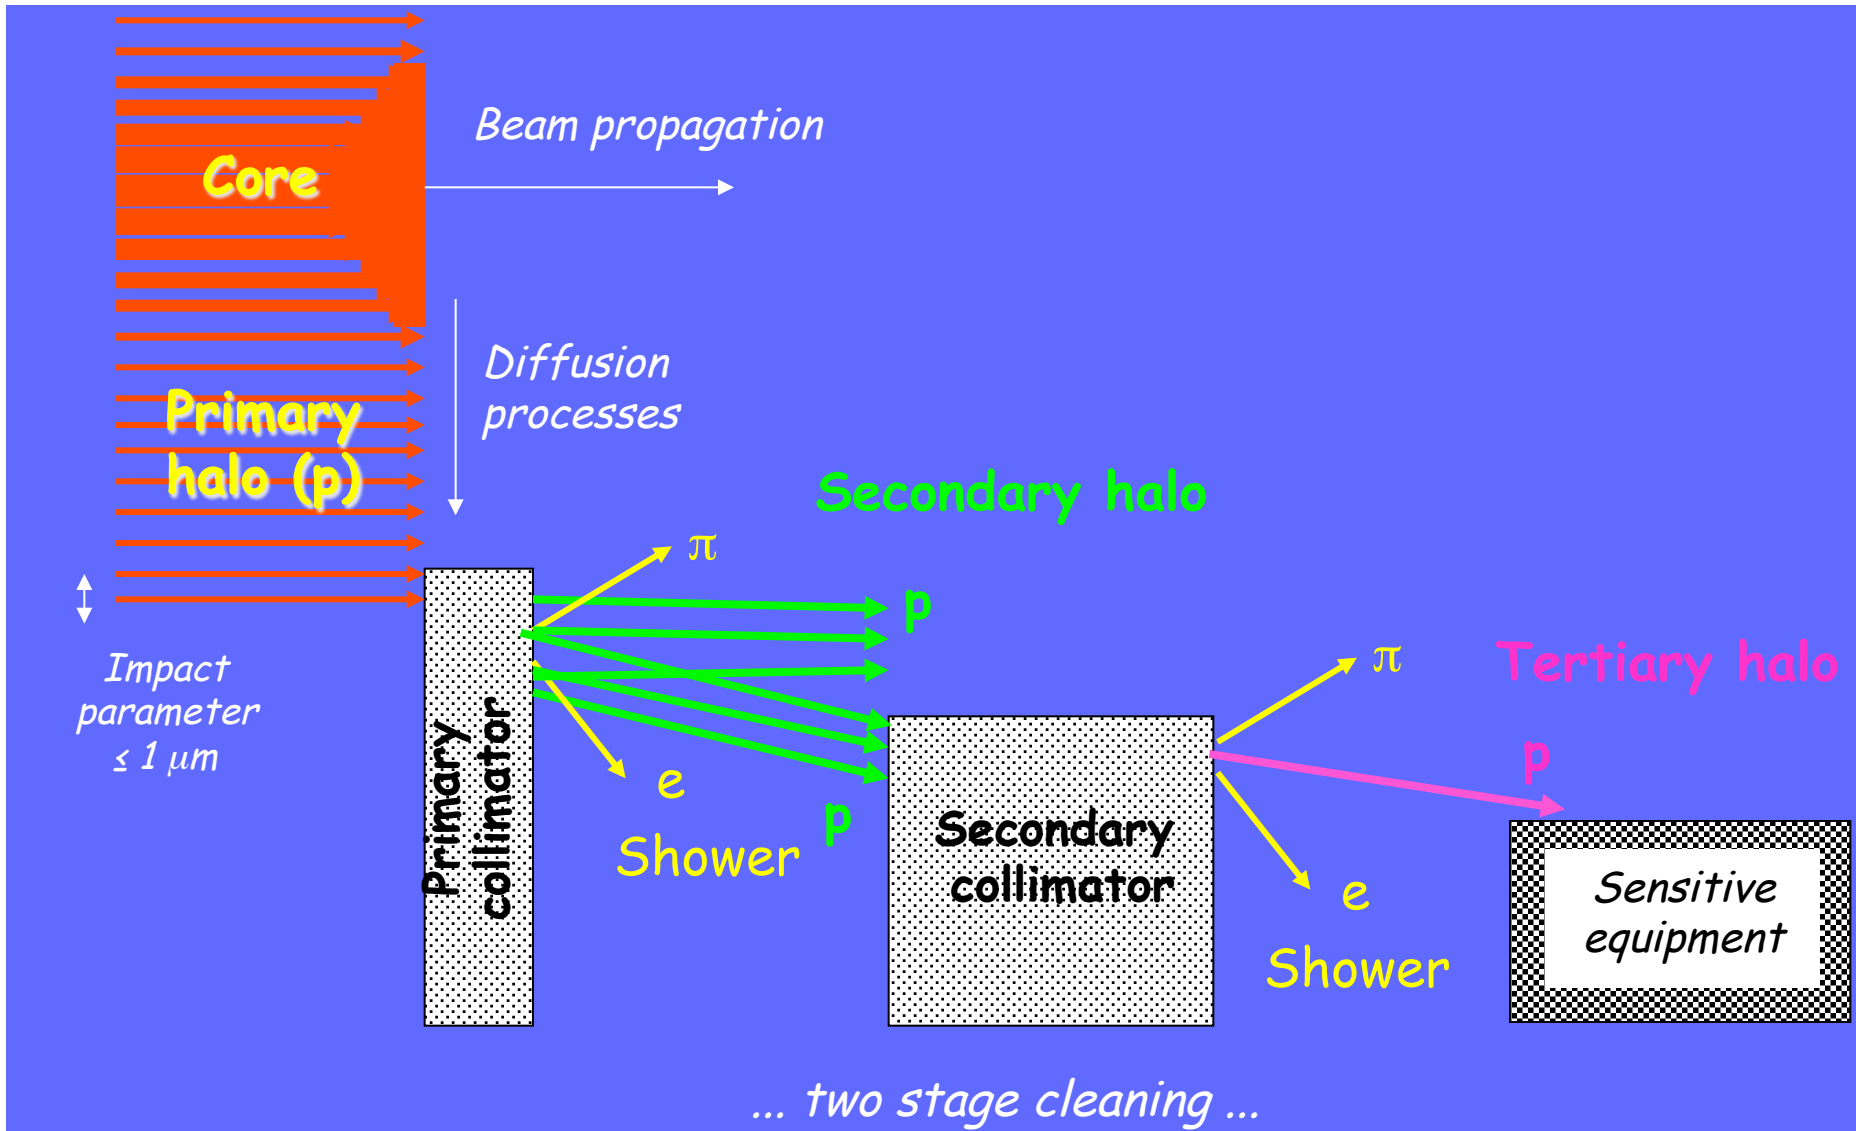 Beam propagation
Core
Diffusion
processes
Primary
halo (p)
Secondary halo
π
p
Impact
parameter
≤ 1 μm
Primary
collimator
e
Shower
p
Secondary
collimator
π
Tertiary halo
p
e
Shower
Sensitive
equipment
... two stage cleaning ...